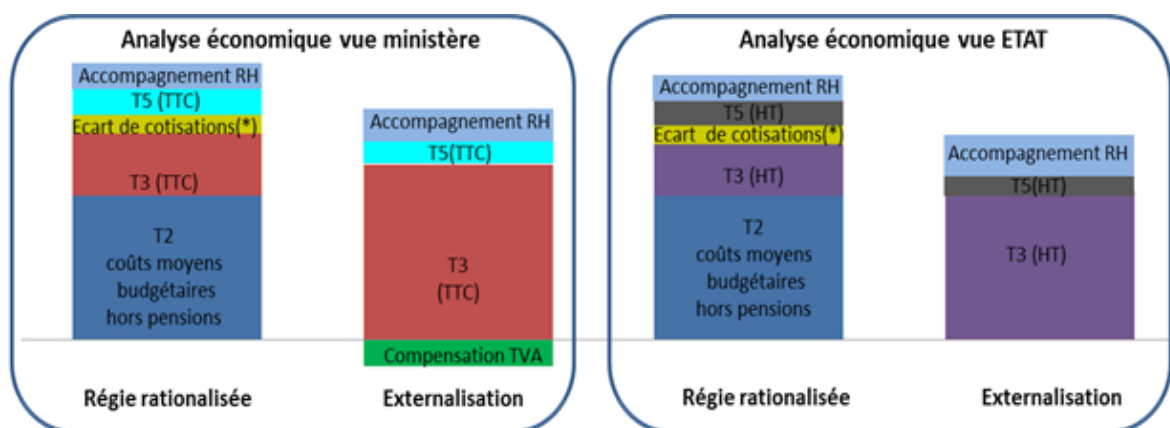 Analyse économique vue ministère
Accompagnement RH
T5 (TTC)
Ecart de cotisations(*)
T3 (TTC)
T2
coûts moyens
budgétaires
hors pensions
Régie rationalisée
Accompagnement RH
T5(TTC)
T3
(TTC)
Compensation TVA
Externalisation
Analyse économique vue ETAT
Accompagnement RH
T5 (HT)
Ecart de cotisations(*)
T3 (HT)
T2
coûts moyens
budgétaires
hors pensions
Régie rationalisée
Accompagnement RH
T5(HT)
T3 (HT)
Externalisation